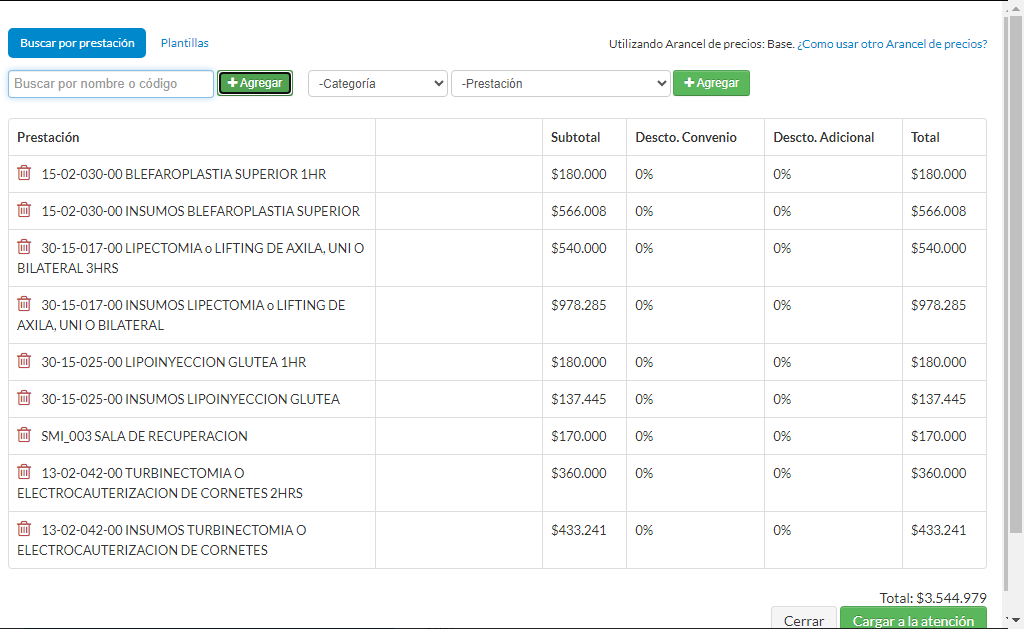 Buscar por prestación Plantillas Utilizando Arancel de precios: Base. ¿Como usar otro Arancel de precios?
Buscar por nombre o código Agregar -Categoría -Prestación Agregar
Prestación Subtotal Descto. Convenio Descto. Adicional Total
15-02-030-00 BLEFAROPLASTIA SUPERIOR 1HR $180.000 0% 0% $180.000
15-02-030-00 INSUMOS BLEFAROPLASTIA SUPERIOR $566.008 0% 0% $566.008
30-15-017-00 LIPECTOMIA o LIFTING DE AXILA, UNI O $540.000 0% 0% $540.000
BILATERAL 3HRS
30-15-017-00 INSUMOS LIPECTOMIA o LIFTING DE $978.285 0% 0% $978.285
AXILA, UNI O BILATERAL
30-15-025-00 LIPOINYECCION GLUTEA 1HR $180.000 0% 0% $180.000
30-15-025-00 INSUMOS LIPOINYECCION GLUTEA $137.445 0% 0% $137.445
SMI_003 SALA DE RECUPERACION $170.000 0% 0% $170.000
13-02-042-00 TURBINECTOMIA O $360.000 0% 0% $360.000
ELECTROCAUTERIZACION DE CORNETES 2HRS
13-02-042-00 INSUMOS TURBINECTOMIA O $433.241 0% 0% $433.241
ELECTROCAUTERIZACION DE CORNETES
Total: $3.544.979
Cerrar Cargar a la atención